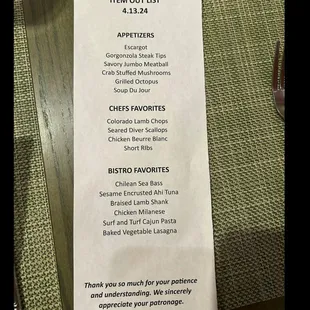 ITEM OUT LIST
4.13.24
APPETIZERS
Escargot
Gorgonzola Steak Tips
Savory Jumbo Meatball
Crab Stuffed Mushrooms
Grilled Octopus
Soup Du Jour
CHEFS FAVORITES
Colorado Lamb Chops
Seared Diver Scallops
Chicken Beurre Blanc
Short RIbs
BISTRO FAVORITES
Chilean Sea Bass
Sesame Encrusted Ahi Tuna
Braised Lamb Shank
Chicken Milanese
Surf and Turf Cajun Pasta
Baked Vegetable Lasagna
Thank you so much for your patience
and understanding. We sincerely
appreciate your patronage.